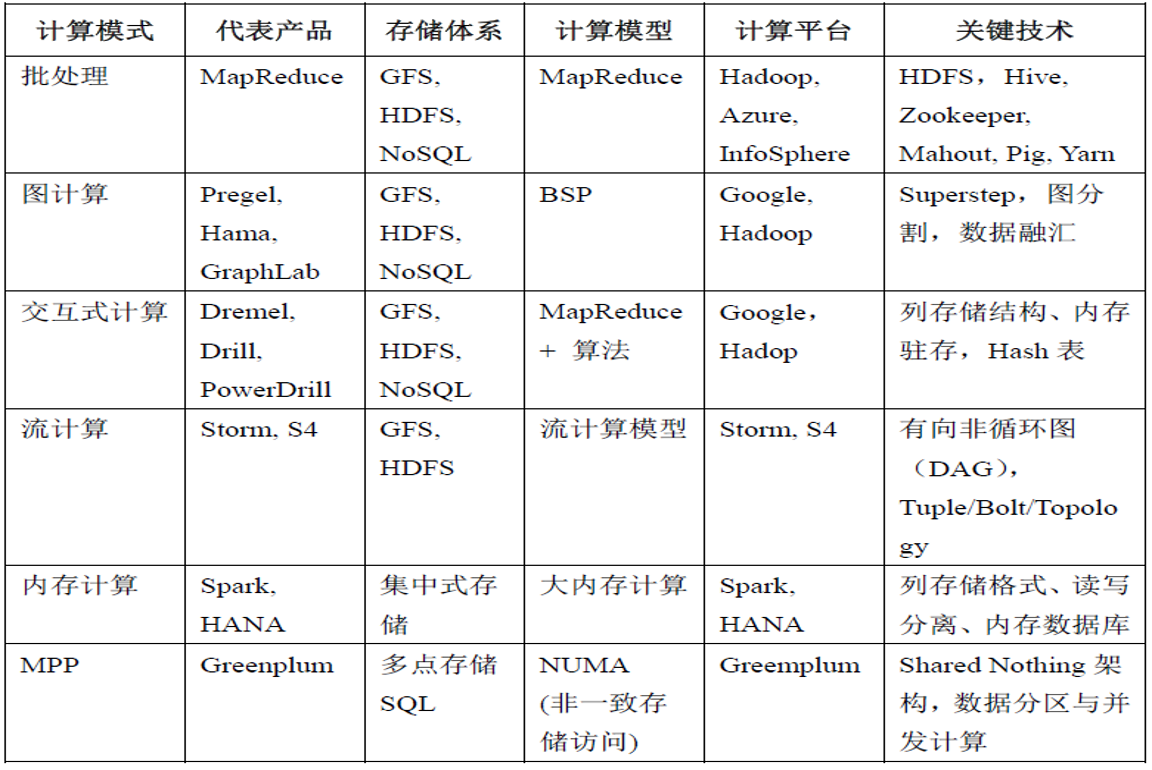 计算模式 代表产品 存储体系 计算模型 计算平台 关键技术
批处理 MapReduce GFS, MapReduce Hadoop, HDFS，Hive,
HDFS, Azure, Zookeeper,
NoSQL InfoSphere Mahout, Pig, Yarn
图计算 Pregel, GFS, BSP Google, Superstep，图分
Hama, HDFS, Hadoop 割，数据融汇
GraphLab NoSQL
交互式计算 Dremel, GFS, MapReduce Google， 列存储结构、内存
Drill, HDFS, + 算法 Hadop 驻存，Hash 表
PowerDrill NoSQL
流计算 Storm, S4 GFS, 流计算模型 Storm, S4 有向非循环图
HDFS （DAG），
Tuple/Bolt/Topolo
gy
内存计算 Spark, 集中式存 大内存计算 Spark, 列存储格式、读写
HANA 储 HANA 分离、内存数据库
MPP Greenplum 多点存储 NUMA Greemplum Shared Nothing 架
SQL (非一致存 构，数据分区与并
储访问) 发计算